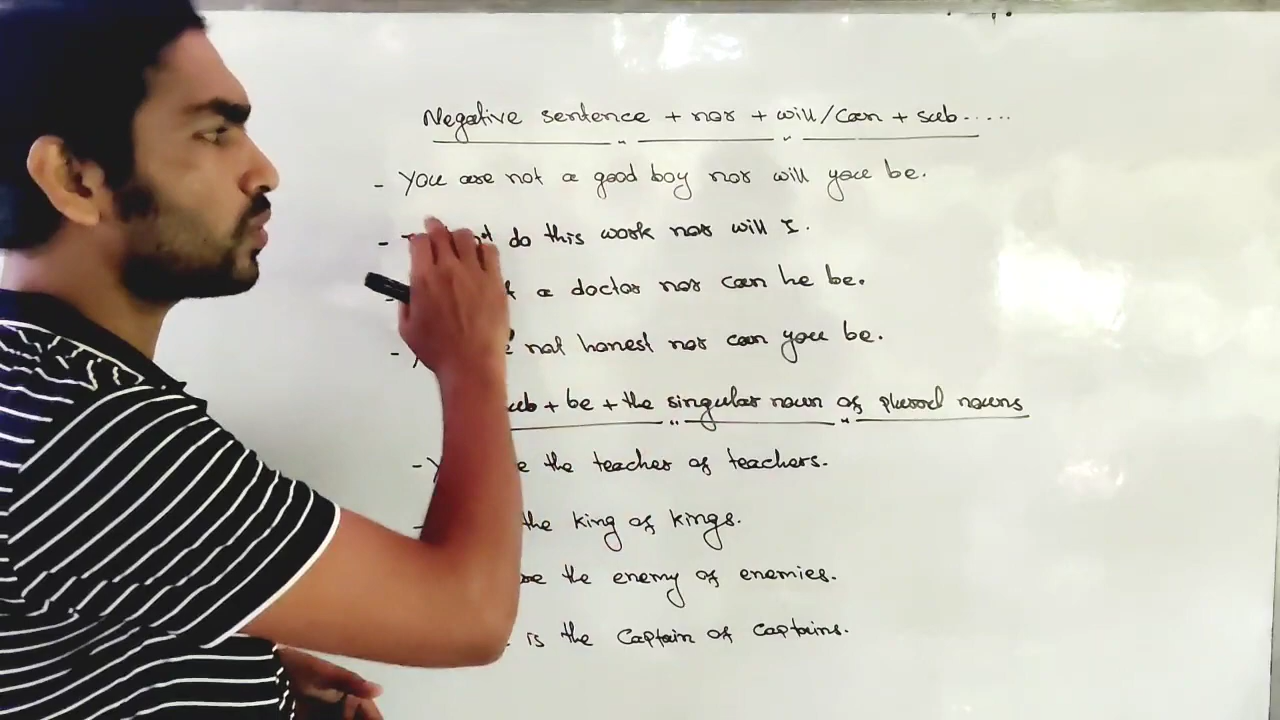 Negative sentence + nor + will/can + sub.....
- You are not a good boy nor will you be.
- do this work nor will I.
a doctor nor can he be.
- not honest nor can you be.
sub + be + the singular noun of plural nouns
- the teacher of teachers.
- the king of kings.
the enemy of enemies.
is the Captain of Captains.